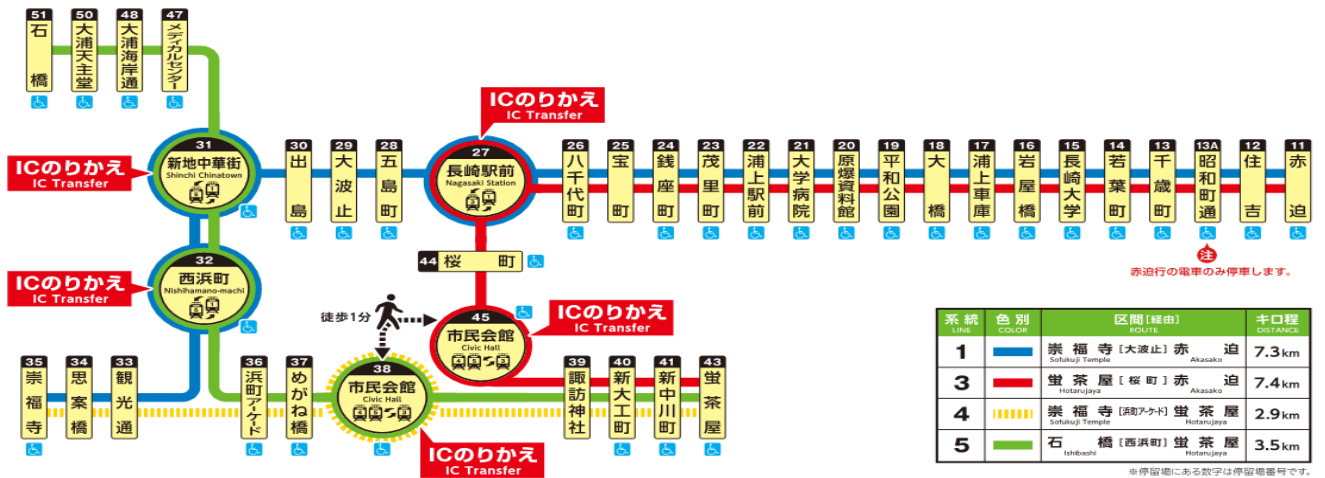 51 石橋
50 大浦天主堂
48 大浦海岸通
47 メディカルセンター
ICのりかえ
IC Transfer
31
新地中華街
Shinchi Chinatown
30 出島
29 大波止
28 五島町
ICのりかえ
IC Transfer
27
長崎駅前
Nagasaki Station
26 八千代町
25 宝町
24 銭座町
23 茂里町
22 浦上駅前
21 大学病院
20 原爆資料館
19 平和公園
18 大橋
17 浦上車庫
16 岩屋橋
15 長崎大学
14 若葉町
13 千歳町
13A 昭和町通
12 住吉
11 赤迫
注
赤迫行の電車のみ停車します。
44 桜町
ICのりかえ
IC Transfer
32
西浜町
Nishihamano-machi
徒歩1分
45
市民会館
Civic Hall
ICのりかえ
IC Transfer
35 崇福寺
34 思案橋
33 観光通
36 浜町アーケード
37 めがね橋
38
市民会館
Civic Hall
ICのりかえ
IC Transfer
39 諏訪神社
40 新大工町
41 新中川町
43 蛍茶屋
系統 色別 区間[経由] キロ程
LINE COLOR ROUTE DISTANCE
1 崇福寺 [大波止] 赤迫 7.3km
Sofukuji Temple Akasako
3 蛍茶屋 [桜町] 赤迫 7.4km
Hotarujaya Akasako
4 崇福寺 [浜町アーケード] 蛍茶屋 2.9km
Sofukuji Temple Hotarujaya
5 石橋 [西浜町] 蛍茶屋 3.5km
Ishibashi Hotarujaya
※停留場にある数字は停留場番号です。